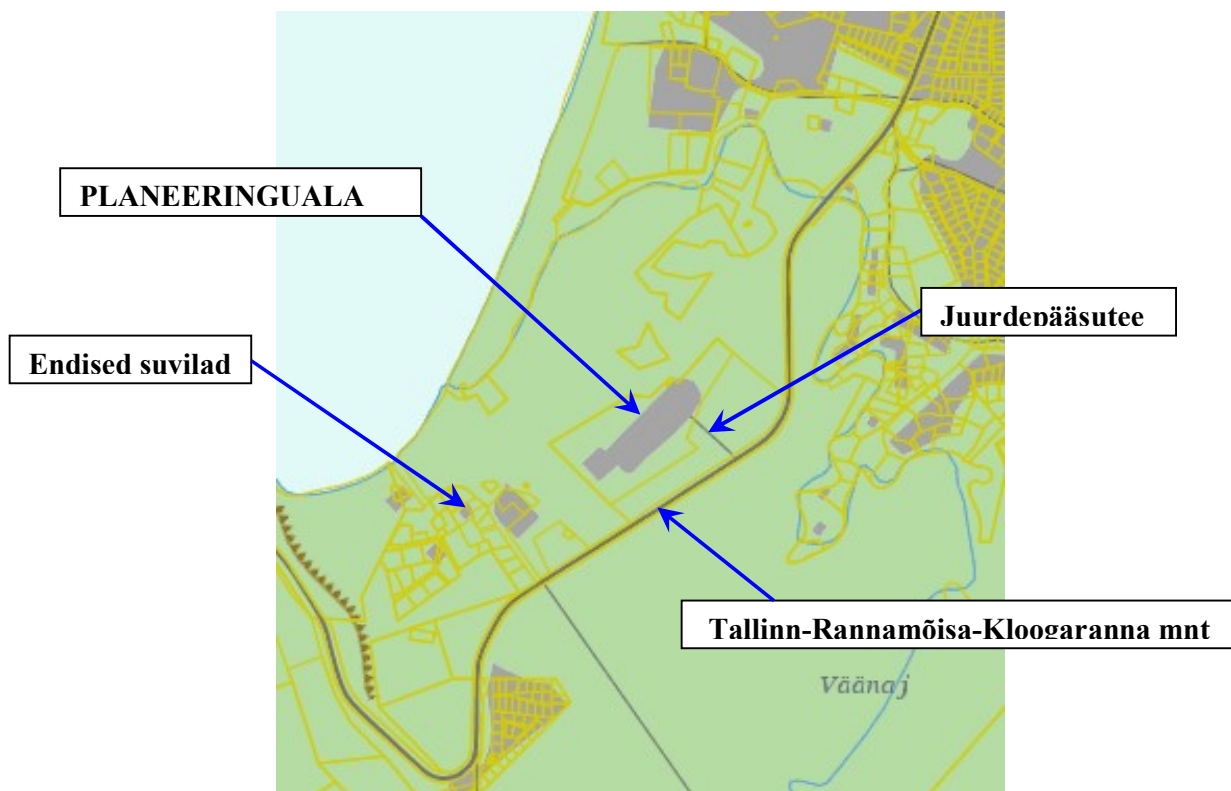 PLANEERINGUALA
Juurdepääsutee
Endised suvilad
Tallinn-Rannamõisa-Kloogaranna mnt
Väänaj